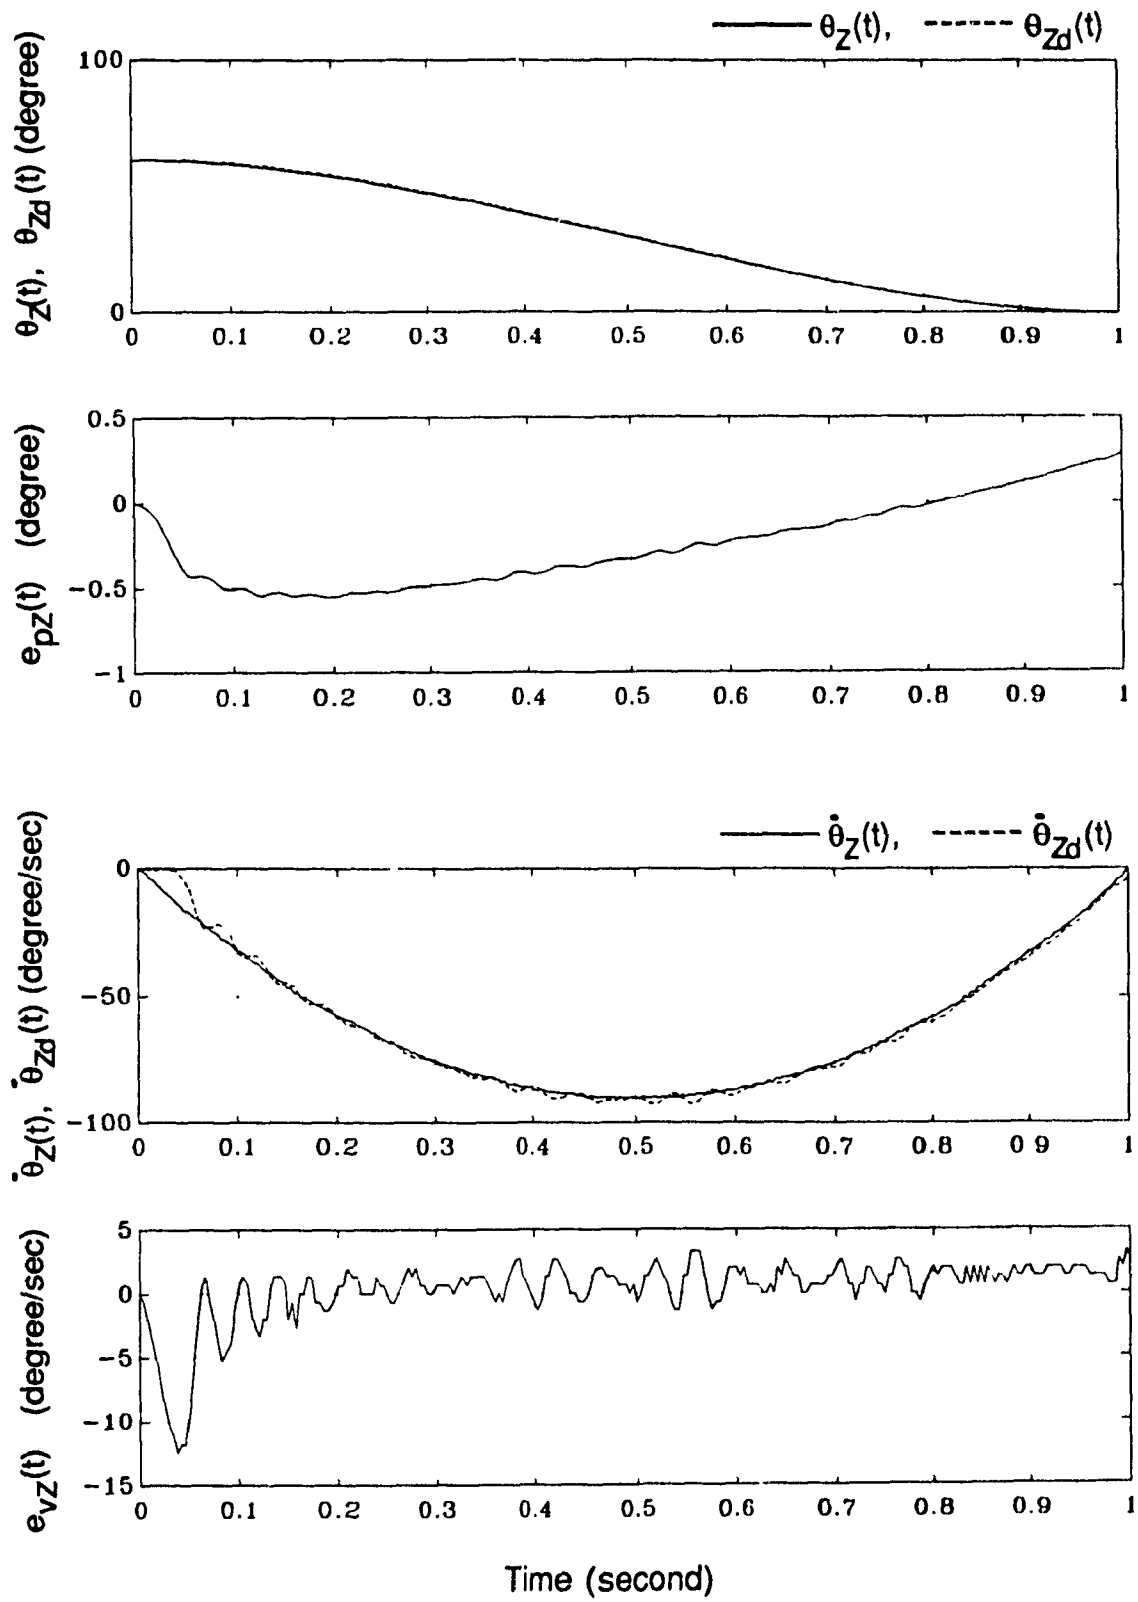 θZ(t), θZd(t)
θZ(t), θZd(t) (degree)
100
0
0 0.1 0.2 0.3 0.4 0.5 0.6 0.7 0.8 0.9 1
epZ(t) (degree)
0.5
0
−0.5
−1
0 0.1 0.2 0.3 0.4 0.5 0.6 0.7 0.8 0.9 1
θ̇Z(t), θ̇Zd(t)
θ̇Z(t), θ̇Zd(t) (degree/sec)
0
−50
−100
0 0.1 0.2 0.3 0.4 0.5 0.6 0.7 0.8 0 9 1
evZ(t) (degree/sec)
5
0
−5
−10
−15
0 0.1 0.2 0.3 0.4 0.5 0.6 0.7 0.8 0.9 1
Time (second)